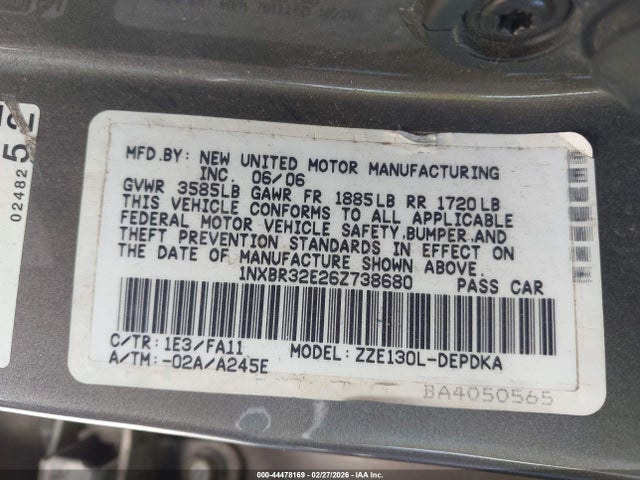 MFD.BY: NEW UNITED MOTOR MANUFACTURING
INC. 06/06
GVWR 3585LB GAWR FR 1885LB RR 1720LB
THIS VEHICLE CONFORMS TO ALL APPLICABLE
FEDERAL MOTOR VEHICLE SAFETY,BUMPER,AND
THEFT PREVENTION STANDARDS IN EFFECT ON
THE DATE OF MANUFACTURE SHOWN ABOVE.
1NXBR32E26Z738680 PASS CAR
C/TR: 1E3/FA11 MODEL: ZZE130L-DEPDKA
A/TM: -02A/A245E
BA4050565
02482
000-44478169 - 02/27/2026 - IAA Inc.